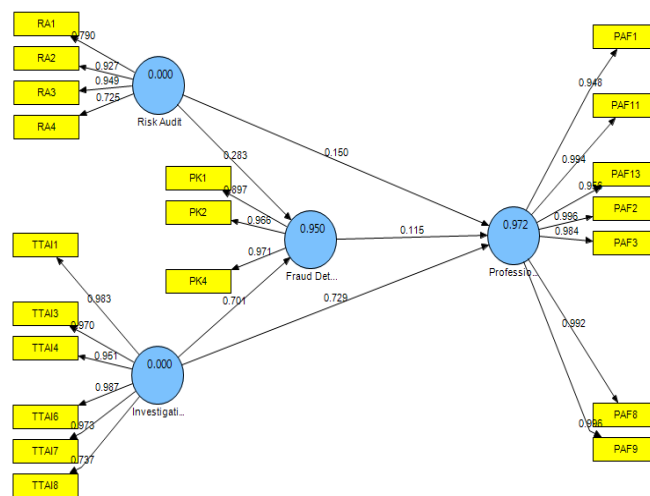 RA1
0.790
RA2
0.927
RA3
0.949
RA4
0.725
0.000
Risk Audit
PAF1
0.948
PAF11
0.994
PAF13
PAF2
0.996
PAF3
0.984
0.283
0.150
PK1
0.897
PK2
0.966
PK4
0.971
0.950
Fraud Det...
0.115
0.972
Professio...
0.701
0.729
TTAI1
0.983
TTAI3
0.970
TTAI4
TTAI6
0.987
TTAI7
0.973
TTAI8
0.737
0.000
Investigati...
0.992
PAF8
0.996
PAF9